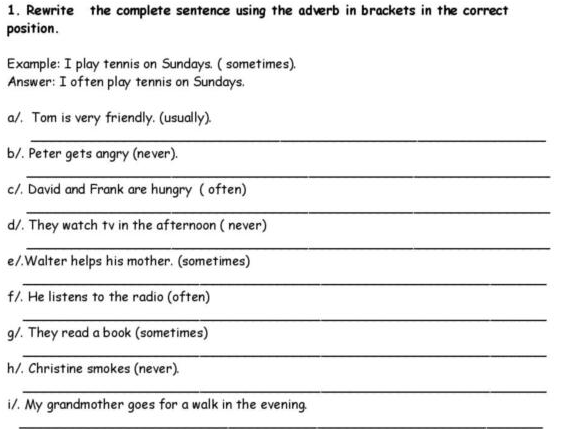 1. Rewrite the complete sentence using the adverb in brackets in the correct
position.
Example: I play tennis on Sundays. ( sometimes).
Answer: I often play tennis on Sundays.
a/. Tom is very friendly. (usually).
b/. Peter gets angry (never).
c/. David and Frank are hungry ( often)
d/. They watch tv in the afternoon ( never)
e/.Walter helps his mother. (sometimes)
f/. He listens to the radio (often)
g/. They read a book (sometimes)
h/. Christine smokes (never).
i/. My grandmother goes for a walk in the evening.